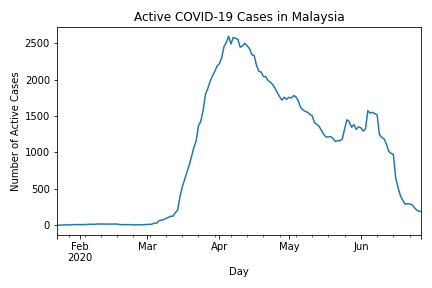 Active COVID-19 Cases in Malaysia
Number of Active Cases
2500
2000
1500
1000
500
0
Feb
2020
Mar
Apr
May
Jun
Day